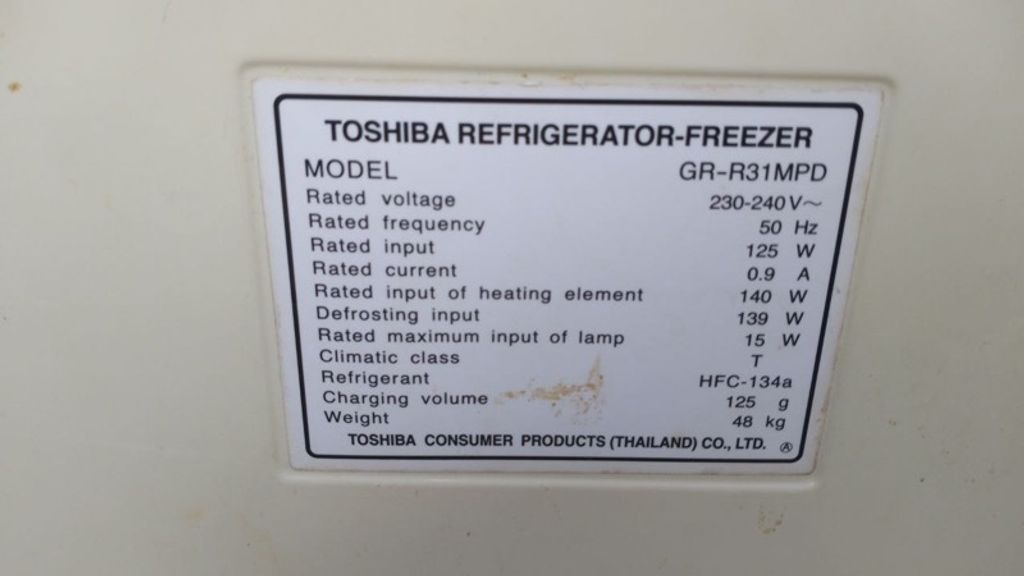 TOSHIBA REFRIGERATOR-FREEZER
MODEL GR-R31MPD
Rated voltage 230-240 V~
Rated frequency 50 Hz
Rated input 125 W
Rated current 0.9 A
Rated input of heating element 140 W
Defrosting input 139 W
Rated maximum input of lamp 15 W
Climatic class T
Refrigerant HFC-134a
Charging volume 125 g
Weight 48 kg
TOSHIBA CONSUMER PRODUCTS (THAILAND) CO., LTD. Ⓐ